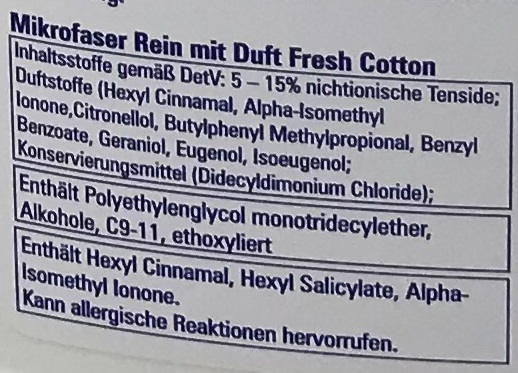 Mikrofaser Rein mit Duft Fresh Cotton
Inhaltsstoffe gemäß DetV: 5 – 15% nichtionische Tenside;
Duftstoffe (Hexyl Cinnamal, Alpha-Isomethyl
Ionone,Citronellol, Butylphenyl Methylpropional, Benzyl
Benzoate, Geraniol, Eugenol, Isoeugenol;
Konservierungsmittel (Didecyldimonium Chloride);
Enthält Polyethylenglycol monotridecylether,
Alkohole, C9-11, ethoxyliert
Enthält Hexyl Cinnamal, Hexyl Salicylate, Alpha-
Isomethyl Ionone.
Kann allergische Reaktionen hervorrufen.